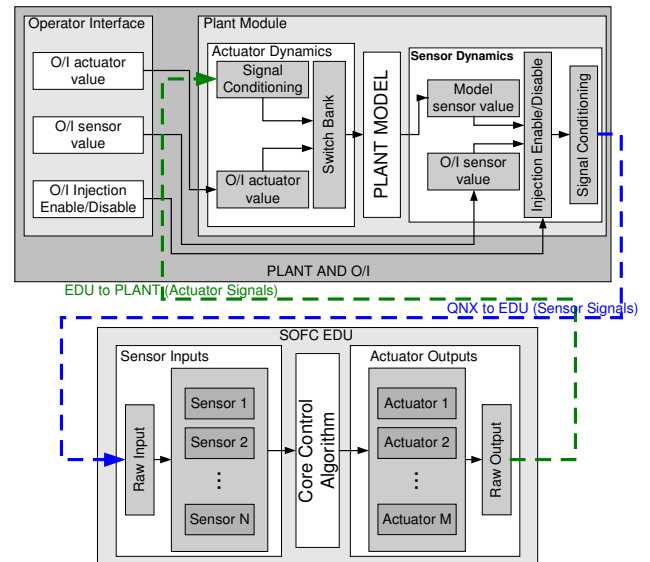 Operator Interface
O/I actuator
value
O/I sensor
value
O/I Injection
Enable/Disable
Plant Module
Actuator Dynamics
Signal
Conditioning
O/I actuator
value
Switch Bank
PLANT MODEL
Sensor Dynamics
Model
sensor value
O/I sensor
value
Injection Enable/Disable
Signal Conditioning
PLANT AND O/I
EDU to PLANT (Actuator Signals)
QNX to EDU (Sensor Signals)
SOFC EDU
Sensor Inputs
Raw Input
Sensor 1
Sensor 2
⋮
Sensor N
Core Control
Algorithm
Actuator Outputs
Actuator 1
Actuator 2
⋮
Actuator M
Raw Output